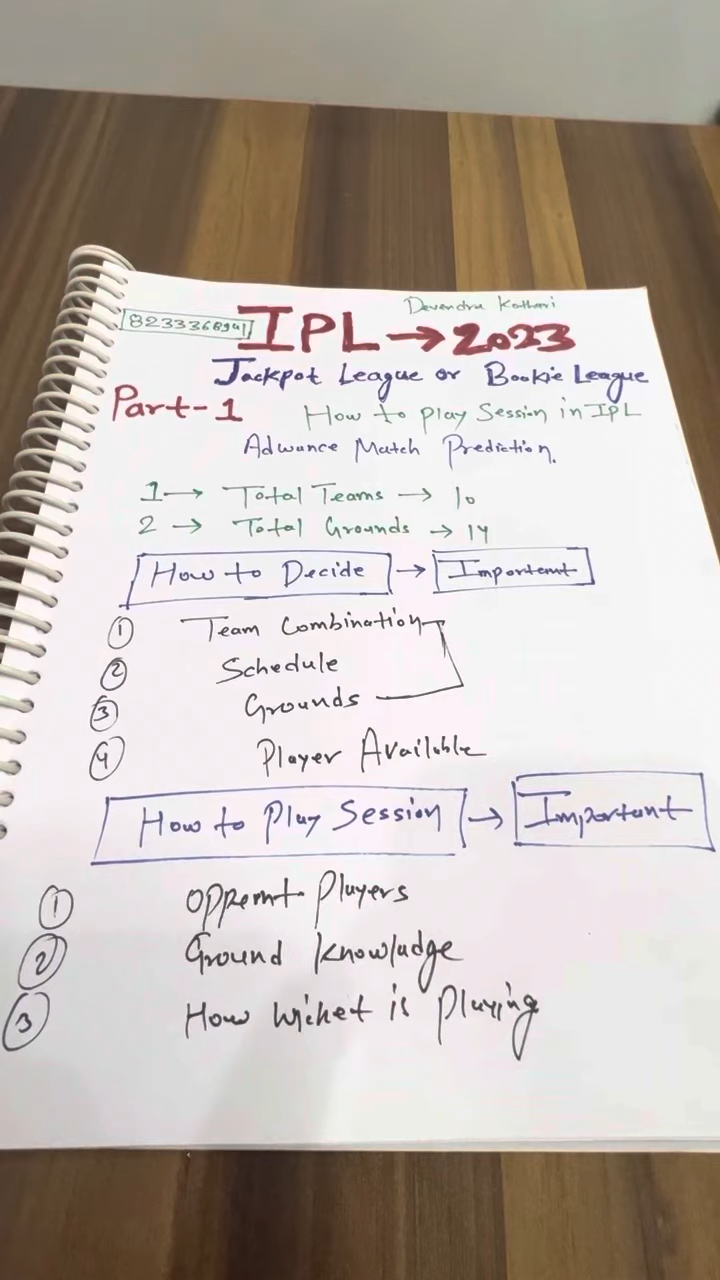 Devendra Kothari
8233368941 IPL → 2023
Jackpot League or Bookie League
Part-1 How to play Session in IPL
Adwance Match Prediction.
1 → Total Teams → 10
2 → Total Grounds → 14
How to Decide → Important
1 Team Combination
2 Schedule
3 Grounds
4 Player Available
How to Play Session → Important
1 Oppernt Players
2 Ground Knowladge
3 How wicket is Playing